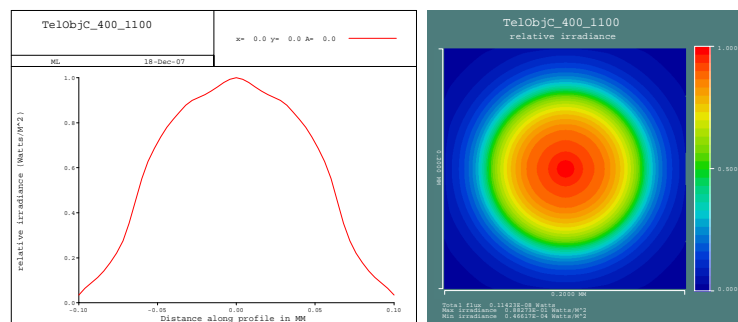 TelObjC_400_1100
x= 0.0 y= 0.0 A= 0.0
ML 18-Dec-07
relative irradiance (Watts/M^2)
1.0
0.8
0.6
0.4
0.2
0.0
-0.10 -0.05 0.00 0.05 0.10
Distance along profile in MM
TelObjC_400_1100
relative irradiance
1.000
0.500
0.000
0.2000 MM
Total flux 0.11423E-08 Watts
Max irradiance 0.88273E-01 Watts/M^2
Min irradiance 0.46617E-04 Watts/M^2